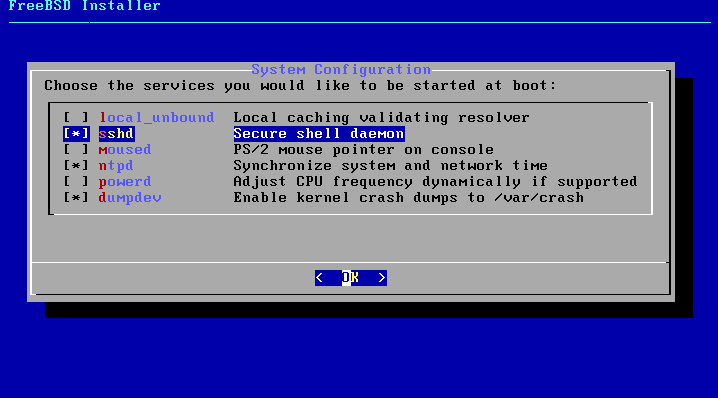 FreeBSD Installer
System Configuration
Choose the services you would like to be started at boot:
[ ] local_unbound Local caching validating resolver
[*] sshd Secure shell daemon
[ ] moused PS/2 mouse pointer on console
[*] ntpd Synchronize system and network time
[ ] powerd Adjust CPU frequency dynamically if supported
[*] dumpdev Enable kernel crash dumps to /var/crash
< OK >